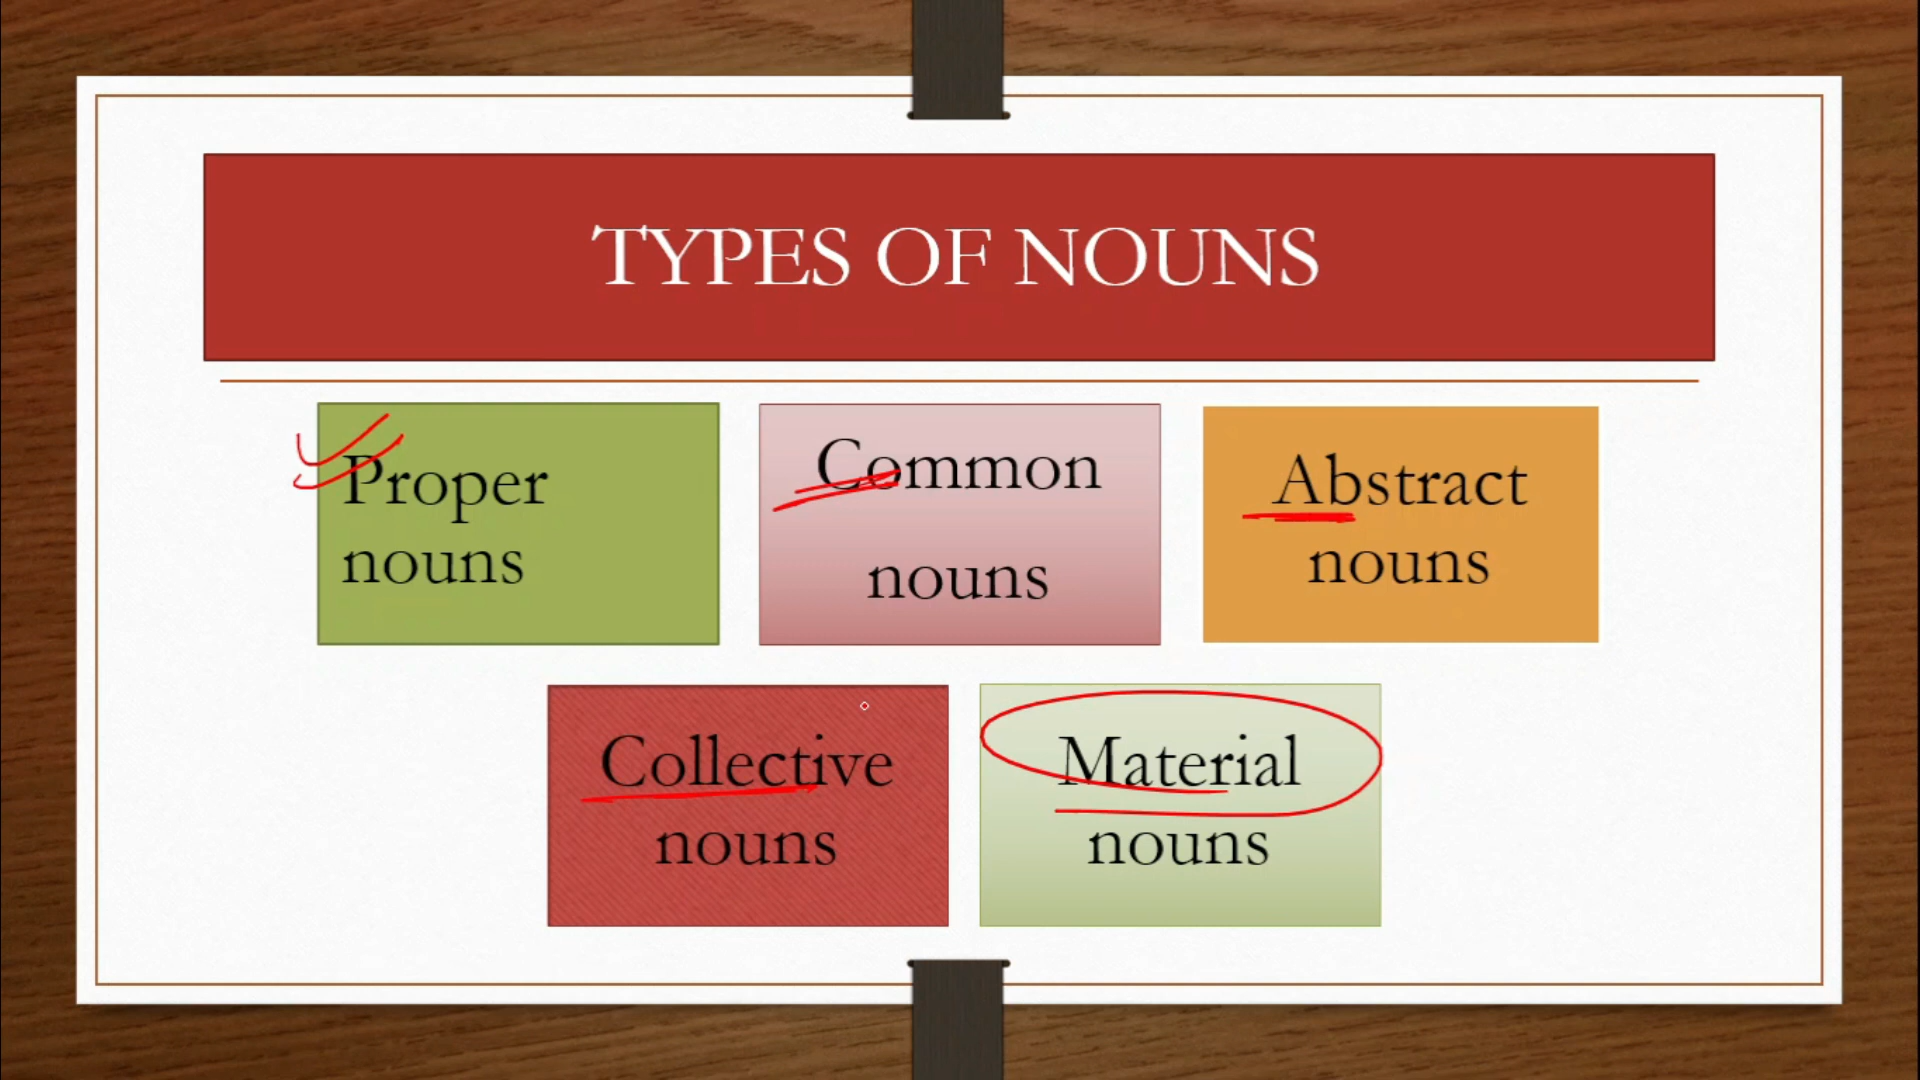 TYPES OF NOUNS
Proper
nouns
Common
nouns
Abstract
nouns
Collective
nouns
Material
nouns